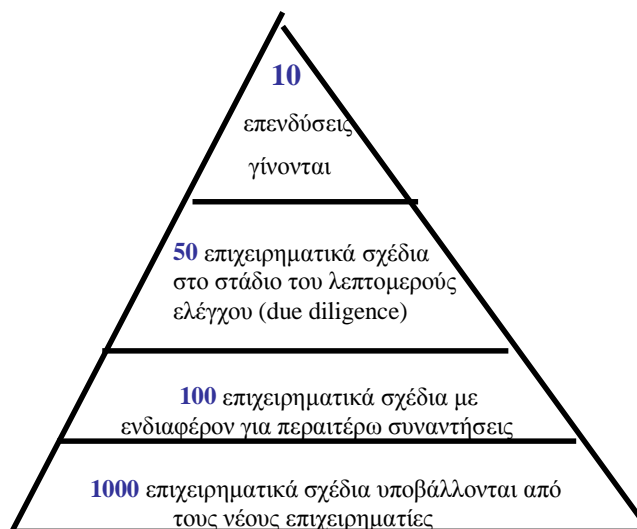 10
επενδύσεις
γίνονται
50 επιχειρηματικά σχέδια
στο στάδιο του λεπτομερούς
ελέγχου (due diligence)
100 επιχειρηματικά σχέδια με
ενδιαφέρον για περαιτέρω συναντήσεις
1000 επιχειρηματικά σχέδια υποβάλλονται από
τους νέους επιχειρηματίες